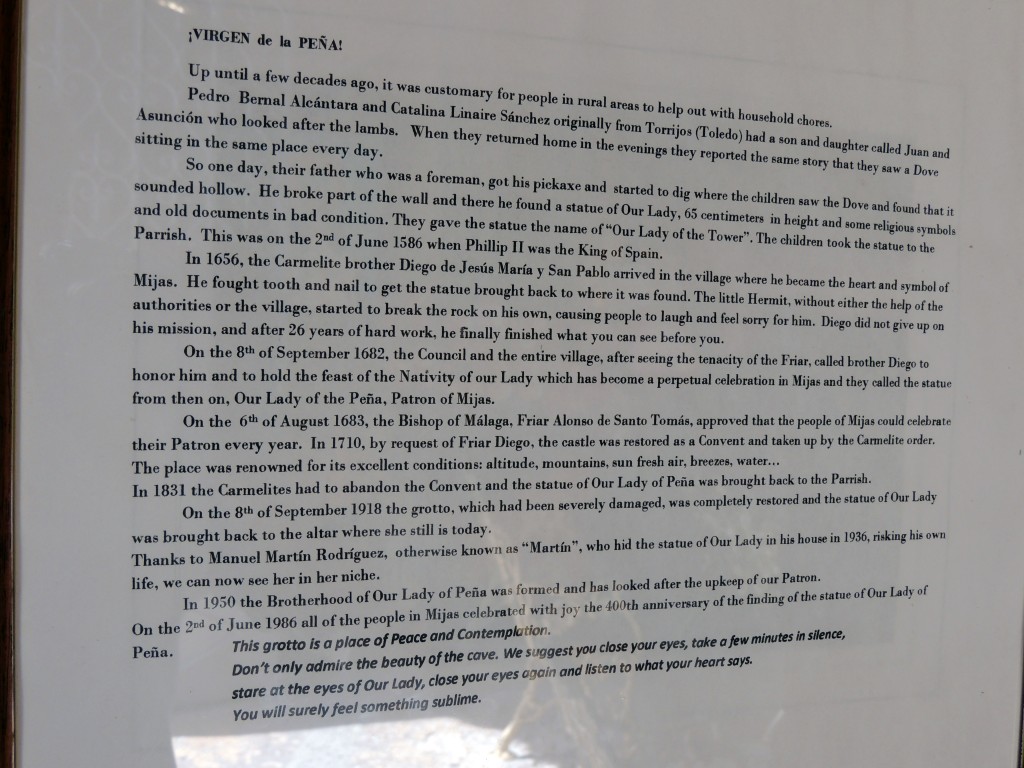 ¡VIRGEN de la PEÑA!
Up until a few decades ago, it was customary for people in rural areas to help out with household chores.
Pedro Bernal Alcántara and Catalina Linaire Sánchez originally from Torrijos (Toledo) had a son and daughter called Juan and
Asunción who looked after the lambs. When they returned home in the evenings they reported the same story that they saw a Dove
sitting in the same place every day.
So one day, their father who was a foreman, got his pickaxe and started to dig where the children saw the Dove and found that it
sounded hollow. He broke part of the wall and there he found a statue of Our Lady, 65 centimeters in height and some religious symbols
and old documents in bad condition. They gave the statue the name of "Our Lady of the Tower". The children took the statue to the
Parrish. This was on the 2nd of June 1586 when Phillip II was the King of Spain.
In 1656, the Carmelite brother Diego de Jesús María y San Pablo arrived in the village where he became the heart and symbol of
Mijas. He fought tooth and nail to get the statue brought back to where it was found. The little Hermit, without either the help of the
authorities or the village, started to break the rock on his own, causing people to laugh and feel sorry for him. Diego did not give up on
his mission, and after 26 years of hard work, he finally finished what you can see before you.
On the 8th of September 1682, the Council and the entire village, after seeing the tenacity of the Friar, called brother Diego to
honor him and to hold the feast of the Natívity of our Lady which has become a perpetual celebration in Mijas and they called the statue
from then on, Our Lady of the Peña, Patron of Mijas.
On the 6th of August 1683, the Bishop of Málaga, Friar Alonso de Santo Tomás, approved that the people of Mijas could celebrate
their Patron every year. In 1710, by request of Friar Diego, the castle was restored as a Convent and taken up by the Carmelite order.
The place was renowned for its excellent conditions: altitude, mountains, sun fresh air, breezes, water...
In 1831 the Carmelites had to abandon the Convent and the statue of Our Lady of Peña was brought back to the Parrish.
On the 8th of September 1918 the grotto, which had been severely damaged, was completely restored and the statue of Our Lady
was brought back to the altar where she still is today.
Thanks to Manuel Martín Rodríguez, otherwise known as "Martín", who hid the statue of Our Lady in his house in 1936, risking his own
life, we can now see her in her niche.
In 1950 the Brotherhood of Our Lady of Peña was formed and has looked after the upkeep of our Patron.
On the 2nd of June 1986 all of the people in Mijas celebrated with joy the 400th anniversary of the finding of the statue of Our Lady of
Peña.
This grotto is a place of Peace and Contemplation.
Don't only admire the beauty of the cave. We suggest you close your eyes, take a few minutes in silence,
stare at the eyes of Our Lady, close your eyes again and listen to what your heart says.
You will surely feel something sublime.